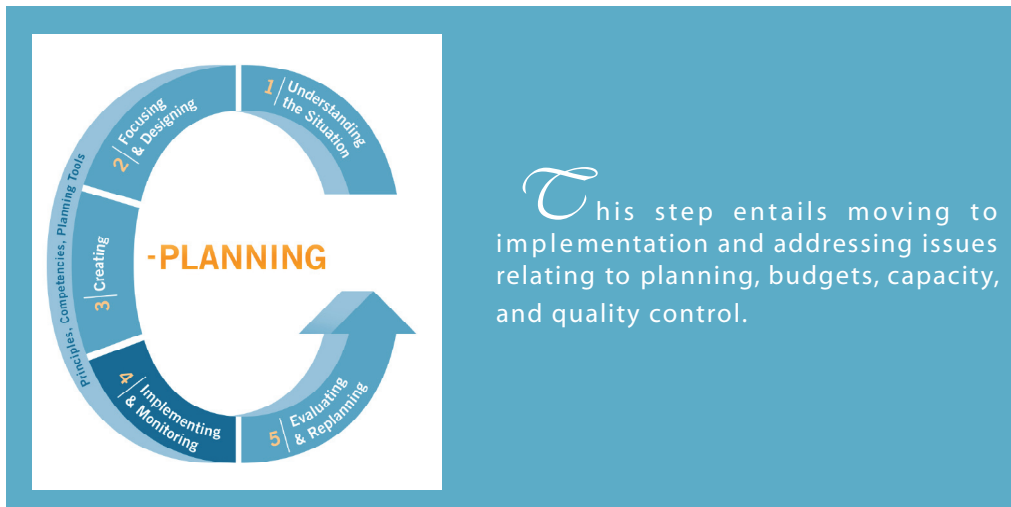 1 Understanding
the Situation
2 Focusing
& Designing
3 Creating
4 Implementing
& Monitoring
5 Evaluating
& Replanning
Principles, Competencies, Planning Tools
-PLANNING
This step entails moving to
implementation and addressing issues
relating to planning, budgets, capacity,
and quality control.